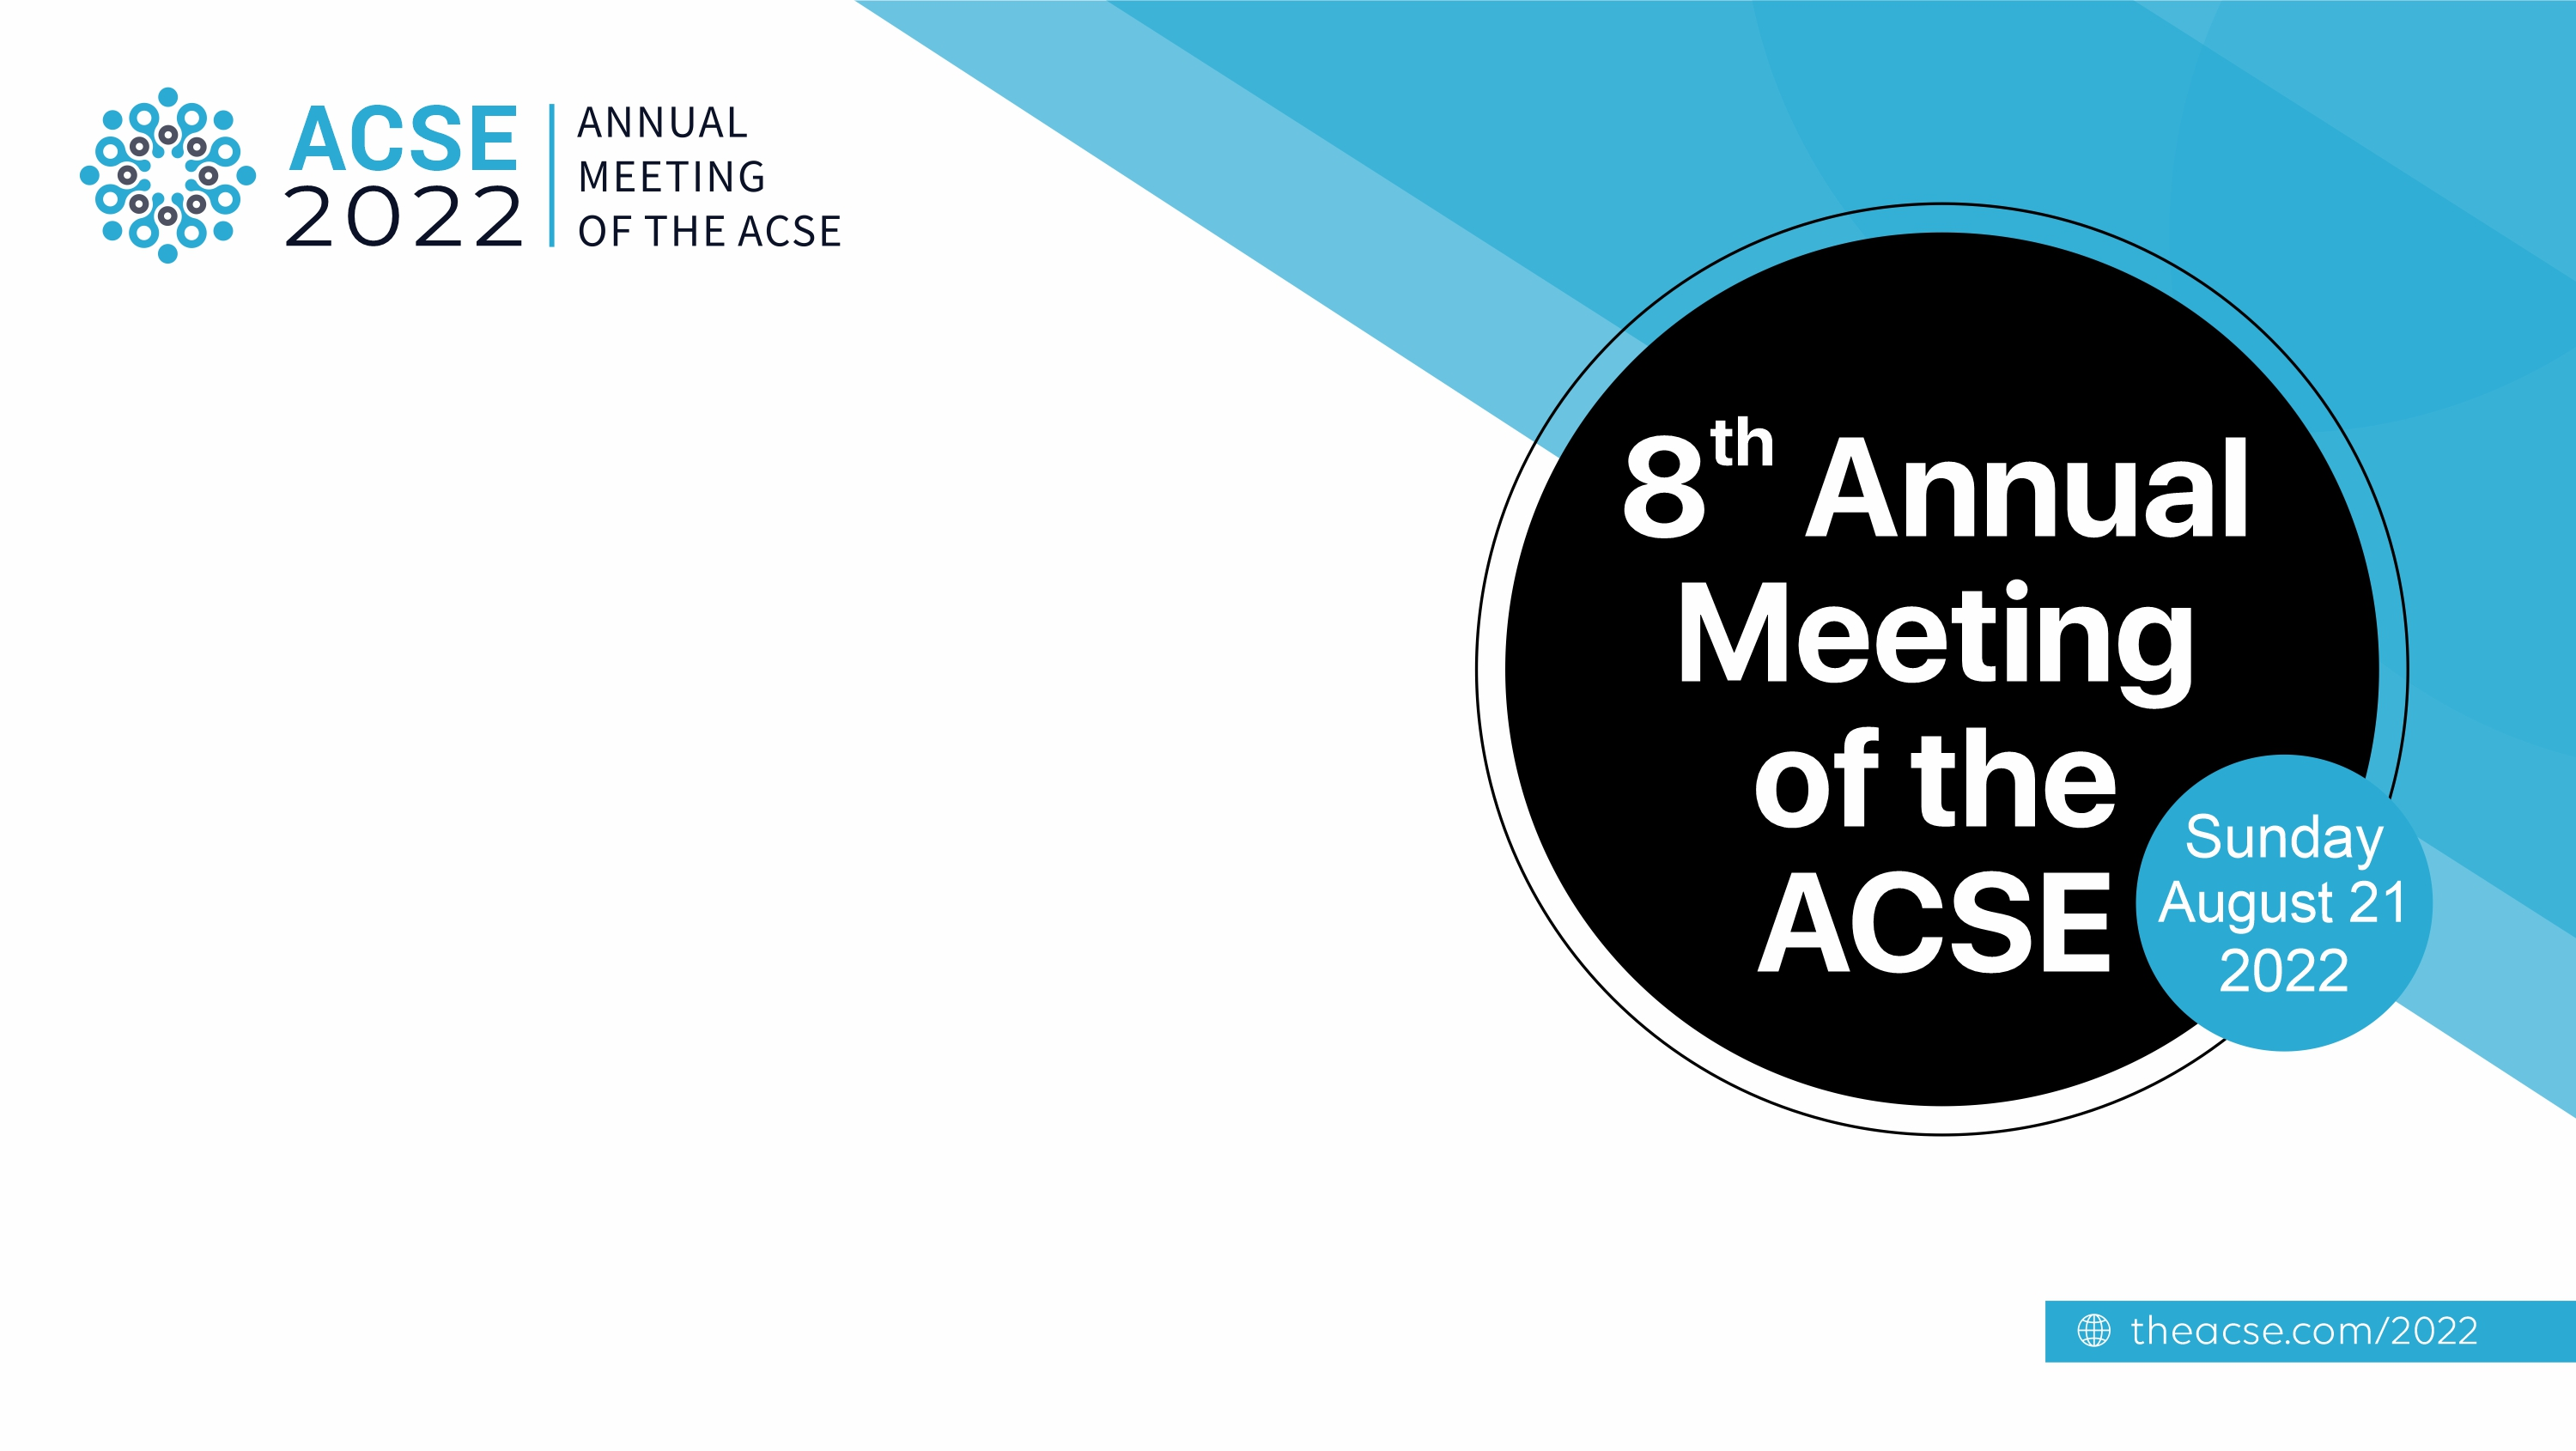 ACSE
2022
ANNUAL
MEETING
OF THE ACSE
8th Annual
Meeting
of the
ACSE
Sunday
August 21
2022
theacse.com/2022